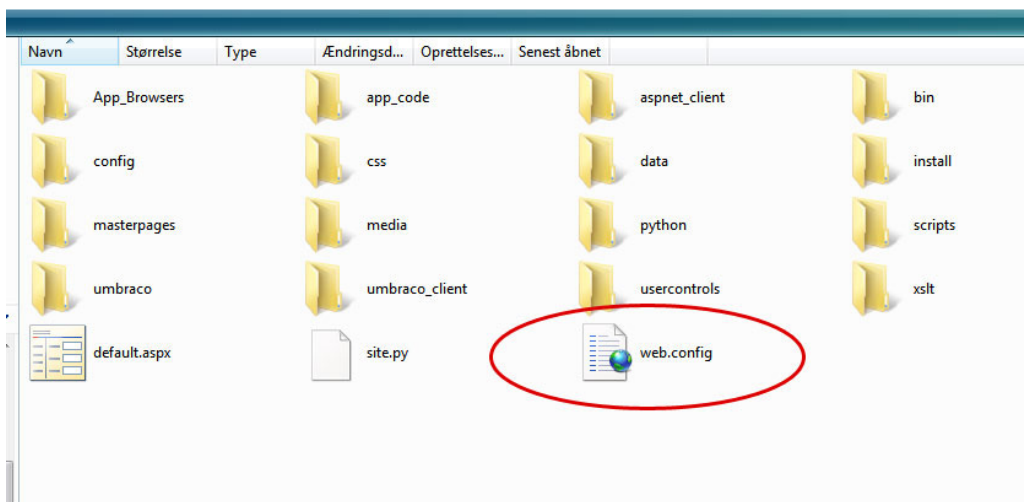 Navn Størrelse Type Ændringsd... Oprettelses... Senest åbnet
App_Browsers app_code aspnet_client bin
config css data install
masterpages media python scripts
umbraco umbraco_client usercontrols xslt
default.aspx site.py web.config